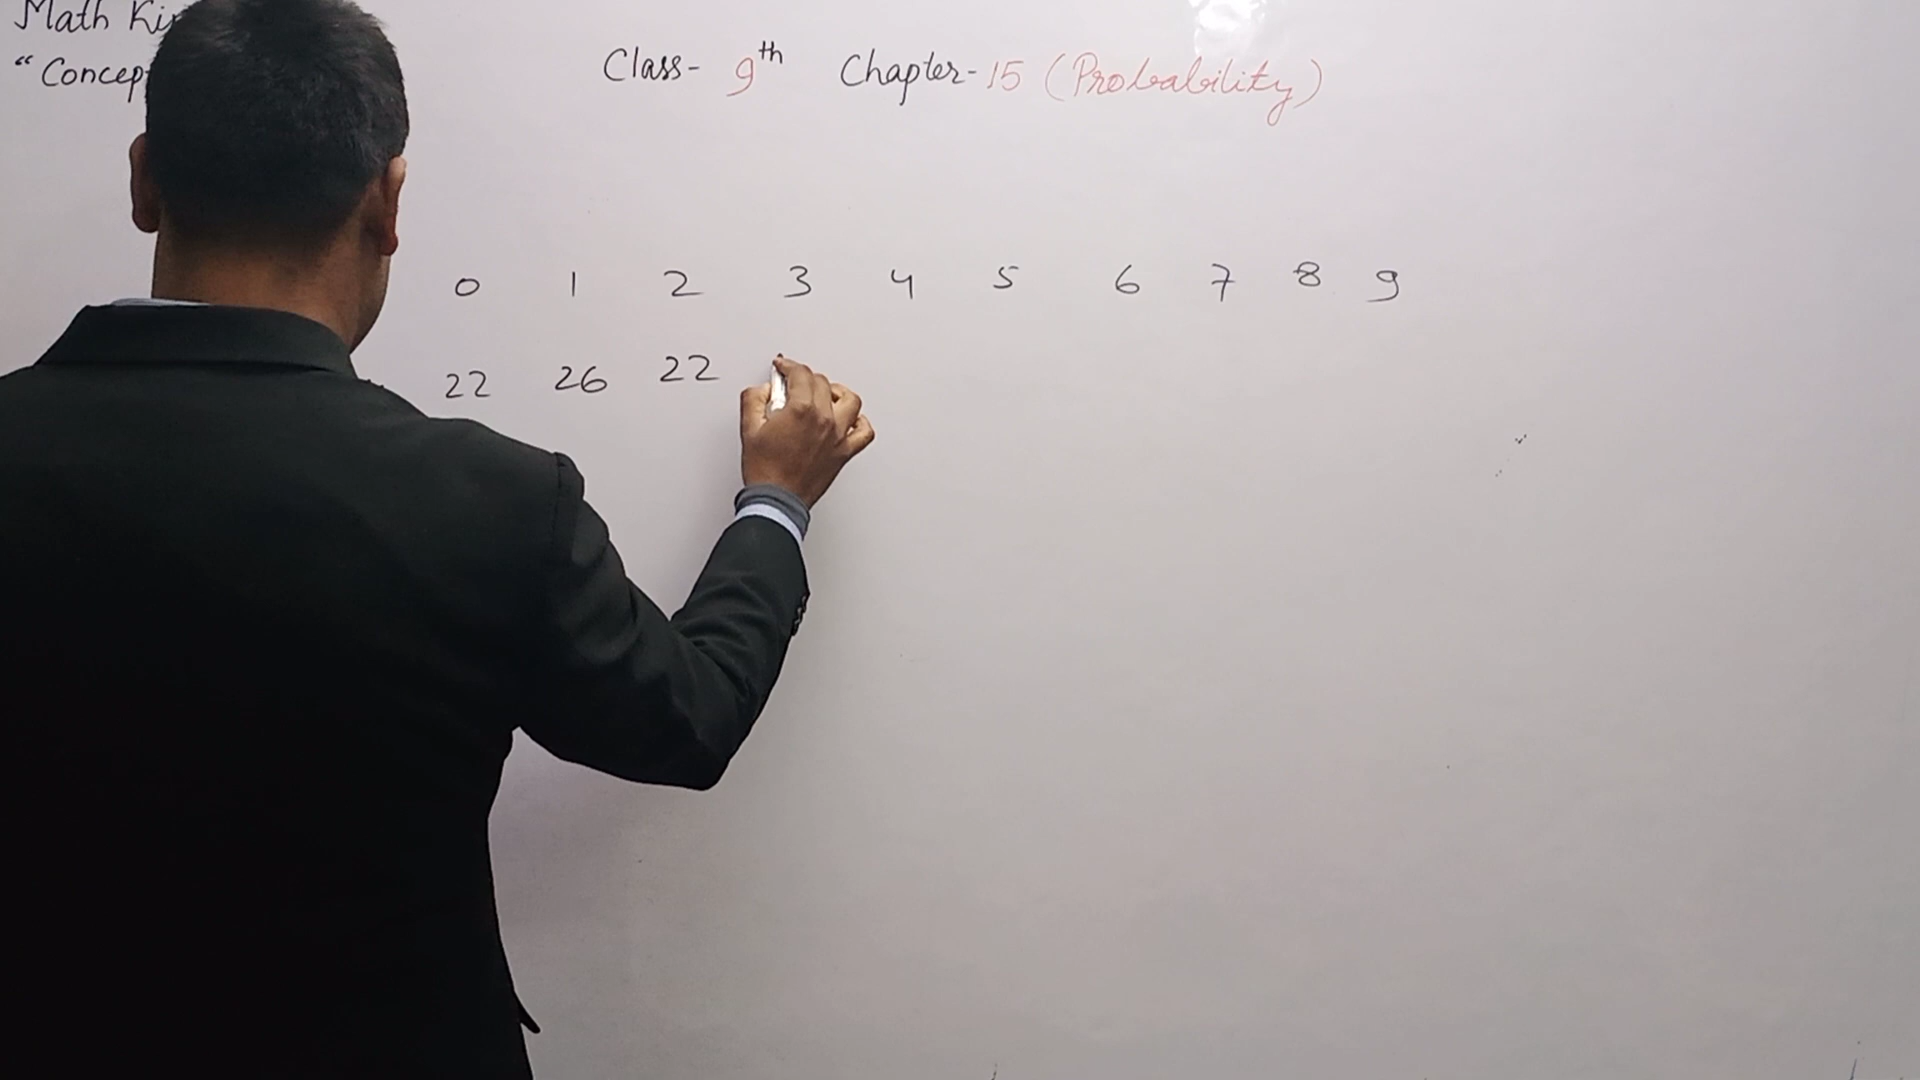 Math
"Concep
Class- 9th Chapter-15 (Probability)
0 1 2 3 4 5 6 7 8 9
22 26 22